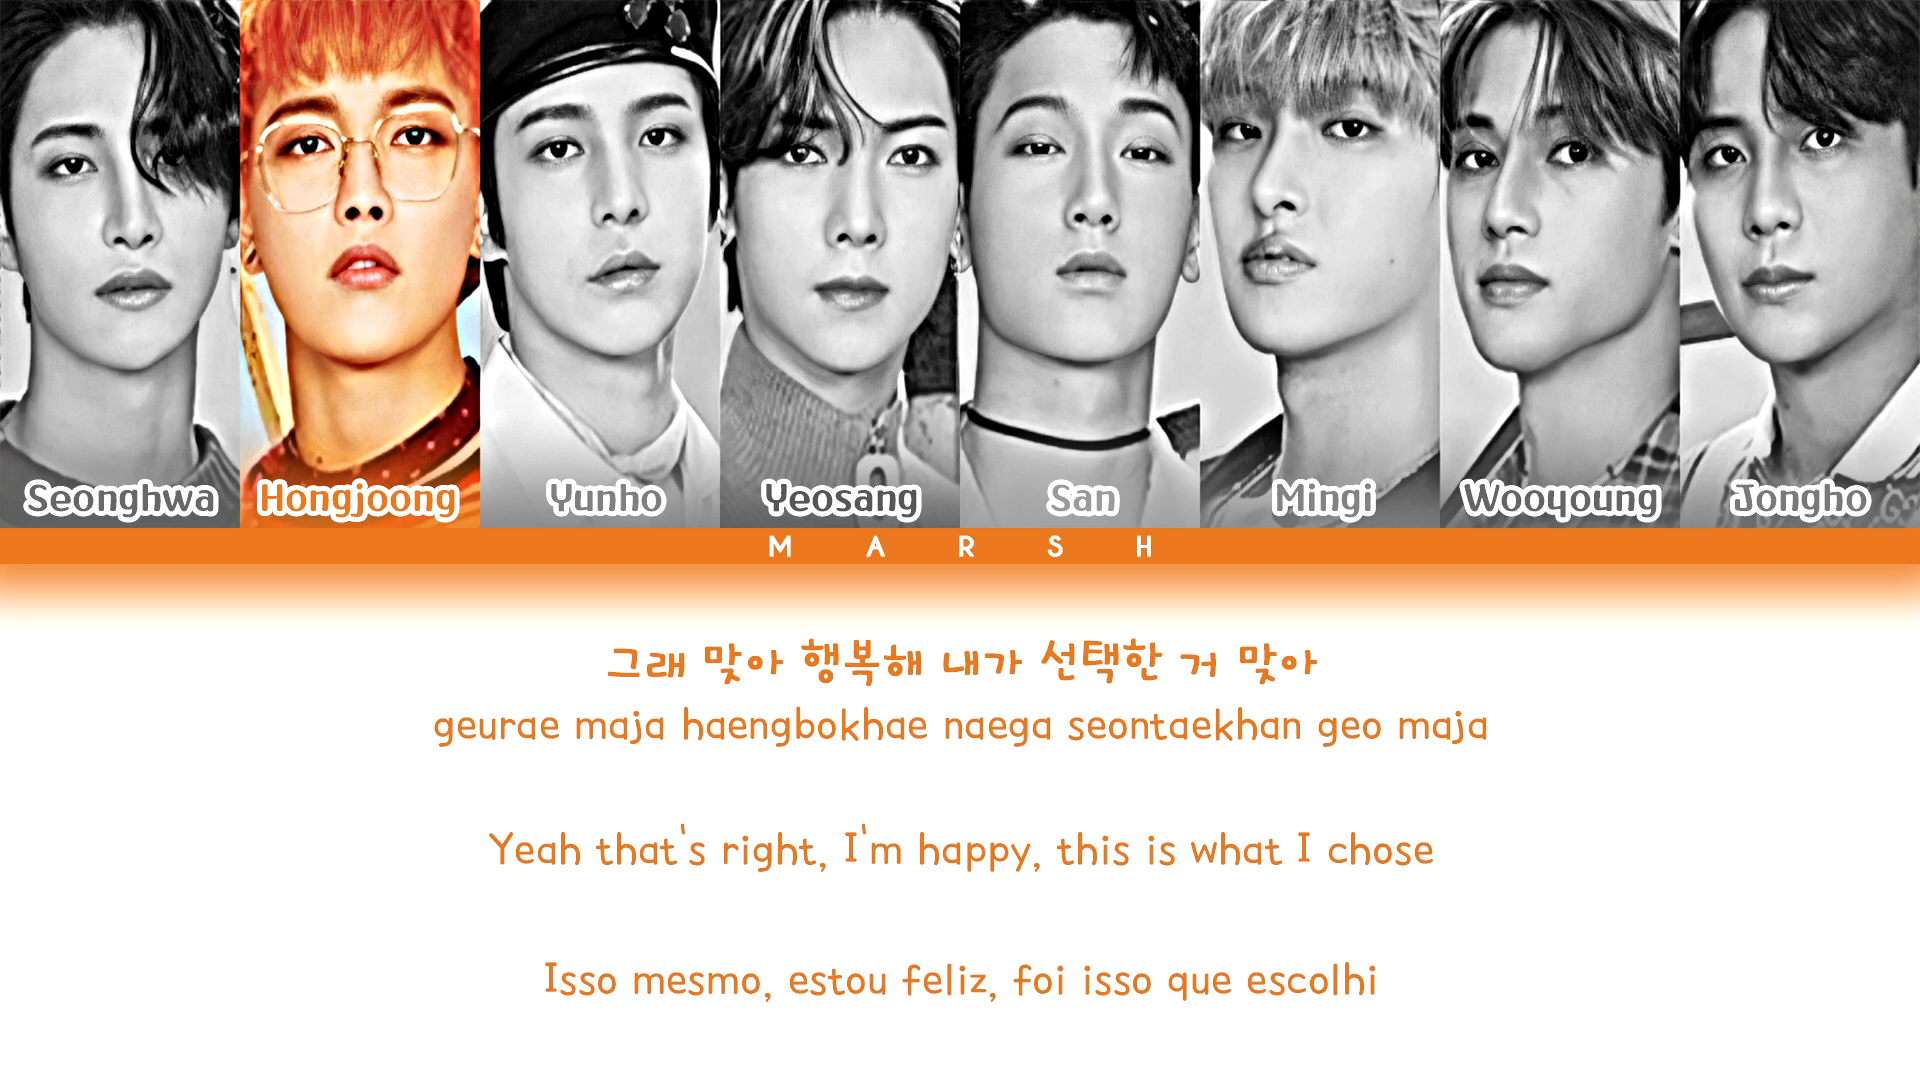 Seonghwa Hongjoong Yunho Yeosang San Mingi Wooyoung Jongho
M A R S H
그래 맞아 행복해 내가 선택한 거 맞아
geurae maja haengbokhae naega seontaekhan geo maja
Yeah that's right, I'm happy, this is what I chose
Isso mesmo, estou feliz, foi isso que escolhi